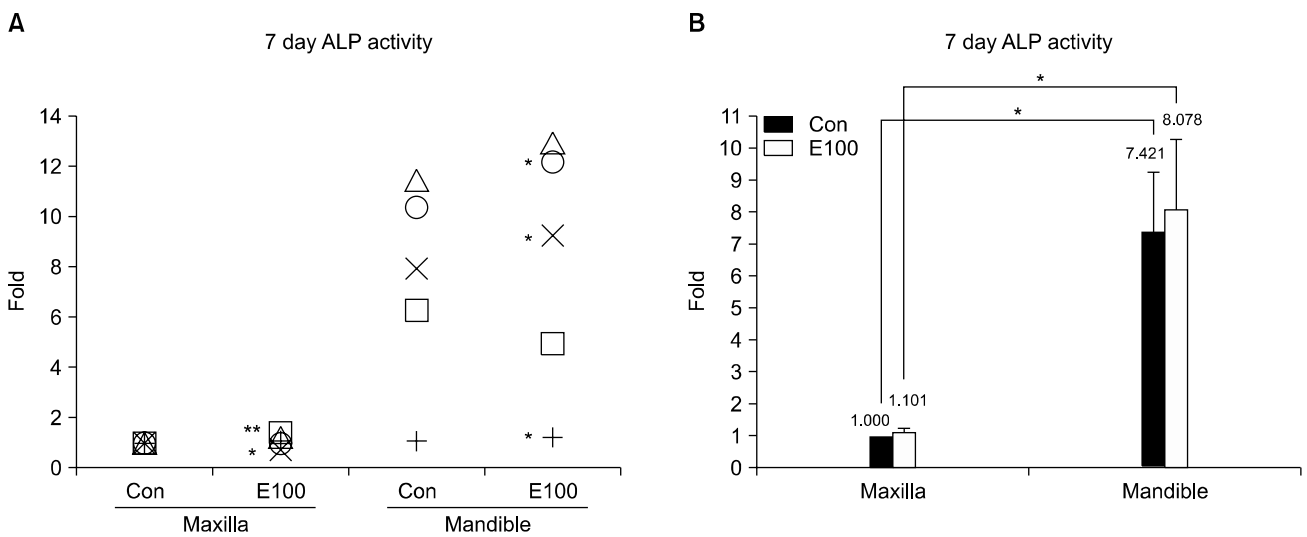 A
7 day ALP activity
Fold
14
12
10
8
6
4
2
0
**
*
*
*
*
Con
E100
Con
E100
Maxilla
Mandible
B
7 day ALP activity
*
*
Fold
11
10
9
8
7
6
5
4
3
2
1
0
Con
E100
1.000
1.101
7.421
8.078
Maxilla
Mandible